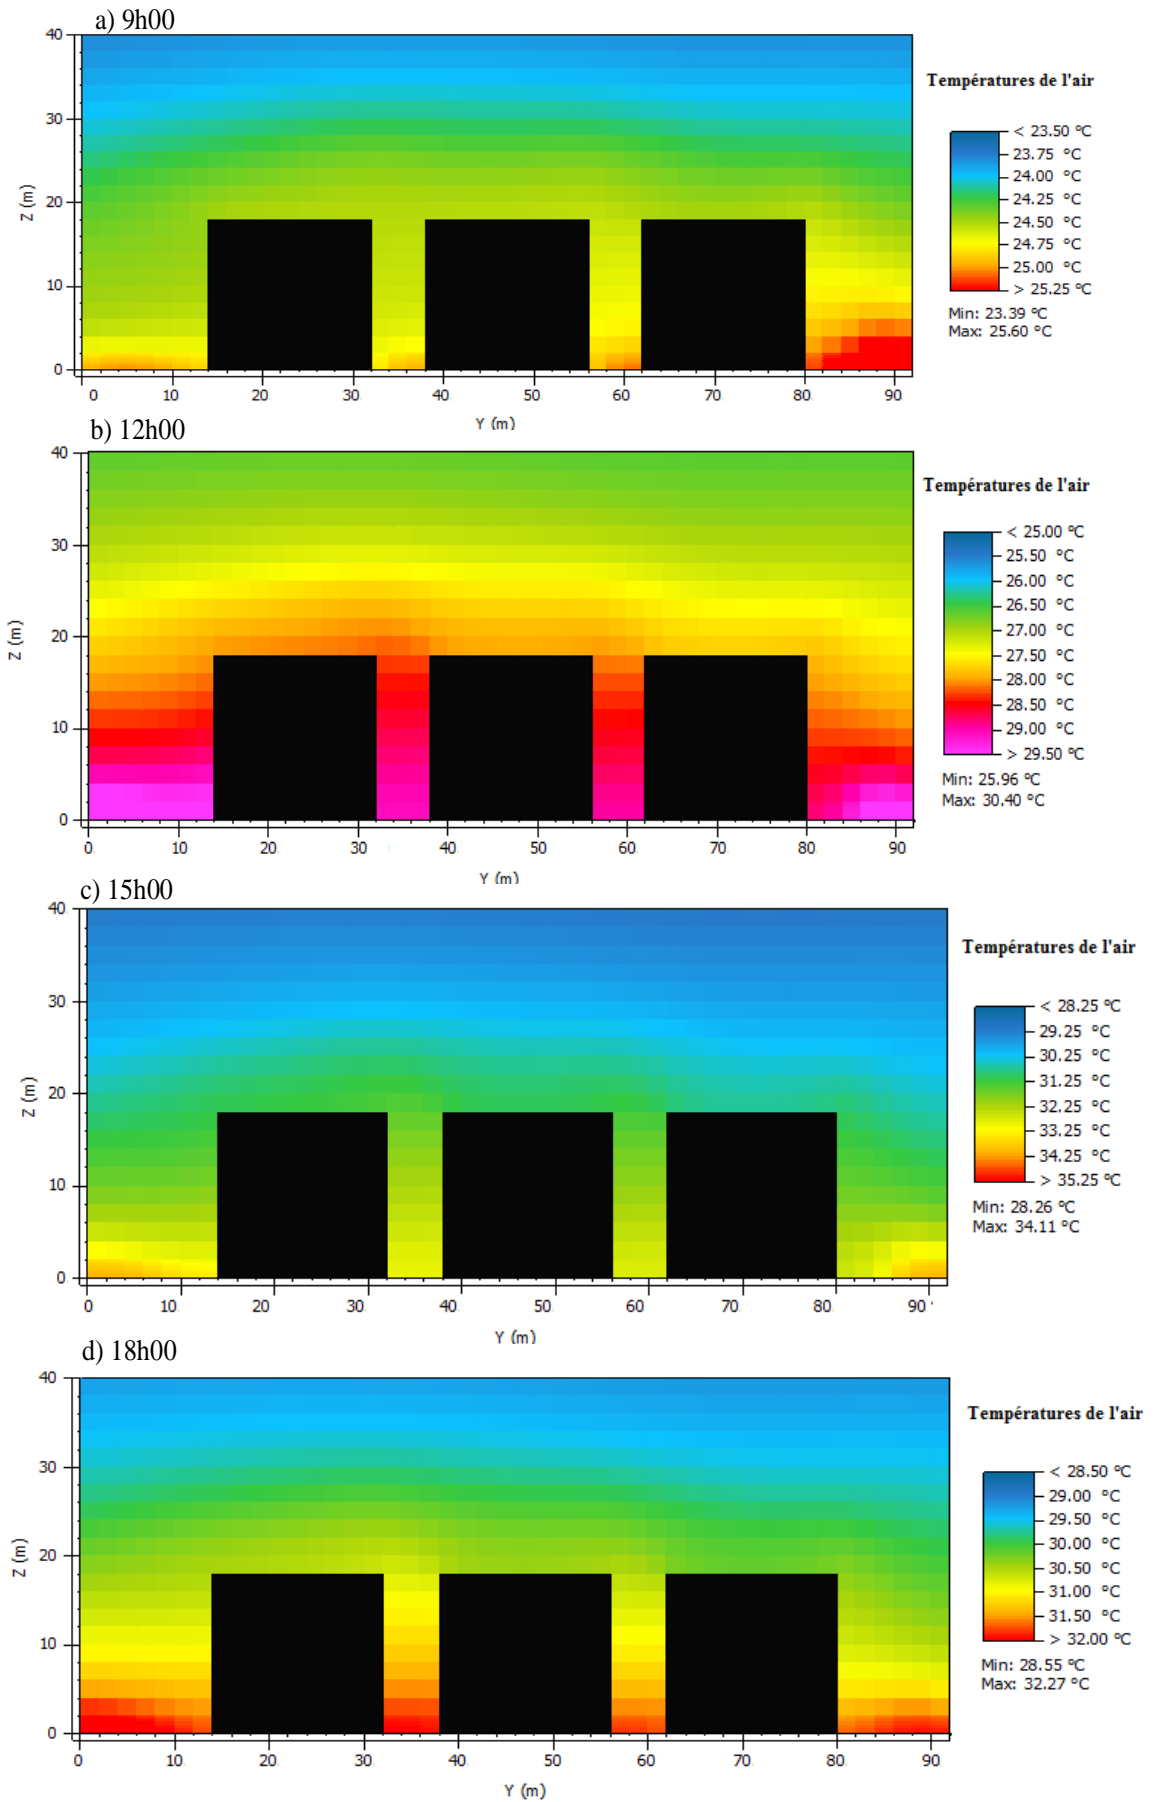 a) 9h00
40
30
20
10
0
Z (m)
0 10 20 30 40 50 60 70 80 90
Y (m)
Températures de l'air
< 23.50 °C
23.75 °C
24.00 °C
24.25 °C
24.50 °C
24.75 °C
25.00 °C
> 25.25 °C
Min: 23.39 °C
Max: 25.60 °C
b) 12h00
40
30
20
10
0
Z (m)
0 10 20 30 40 50 60 70 80 90
Y (m)
Températures de l'air
< 25.00 °C
25.50 °C
26.00 °C
26.50 °C
27.00 °C
27.50 °C
28.00 °C
28.50 °C
29.00 °C
> 29.50 °C
Min: 25.96 °C
Max: 30.40 °C
c) 15h00
40
30
20
10
0
Z (m)
0 10 20 30 40 50 60 70 80 90
Y (m)
Températures de l'air
< 28.25 °C
29.25 °C
30.25 °C
31.25 °C
32.25 °C
33.25 °C
34.25 °C
> 35.25 °C
Min: 28.26 °C
Max: 34.11 °C
d) 18h00
40
30
20
10
0
Z (m)
0 10 20 30 40 50 60 70 80 90
Y (m)
Températures de l'air
< 28.50 °C
29.00 °C
29.50 °C
30.00 °C
30.50 °C
31.00 °C
31.50 °C
> 32.00 °C
Min: 28.55 °C
Max: 32.27 °C